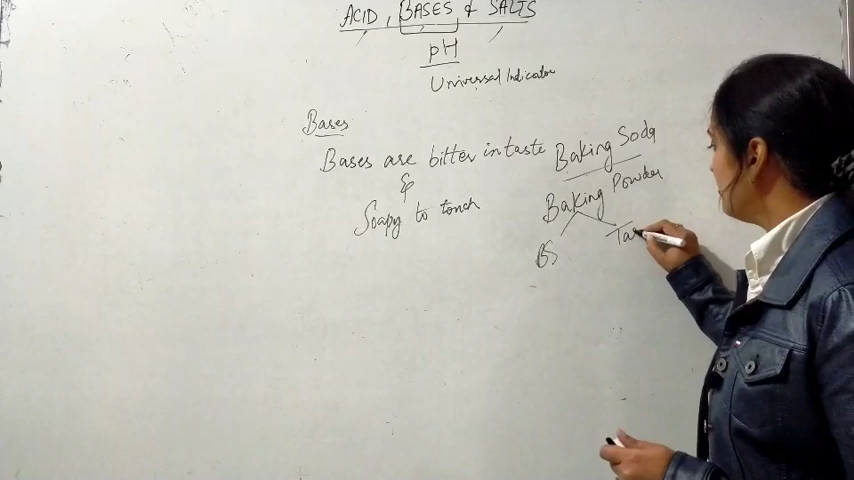 ACID, BASES & SALTS
pH
Universal Indicator
Bases
Bases are bitter in taste
&
Soapy to touch
Baking Soda
Baking Powder
BS
Ta